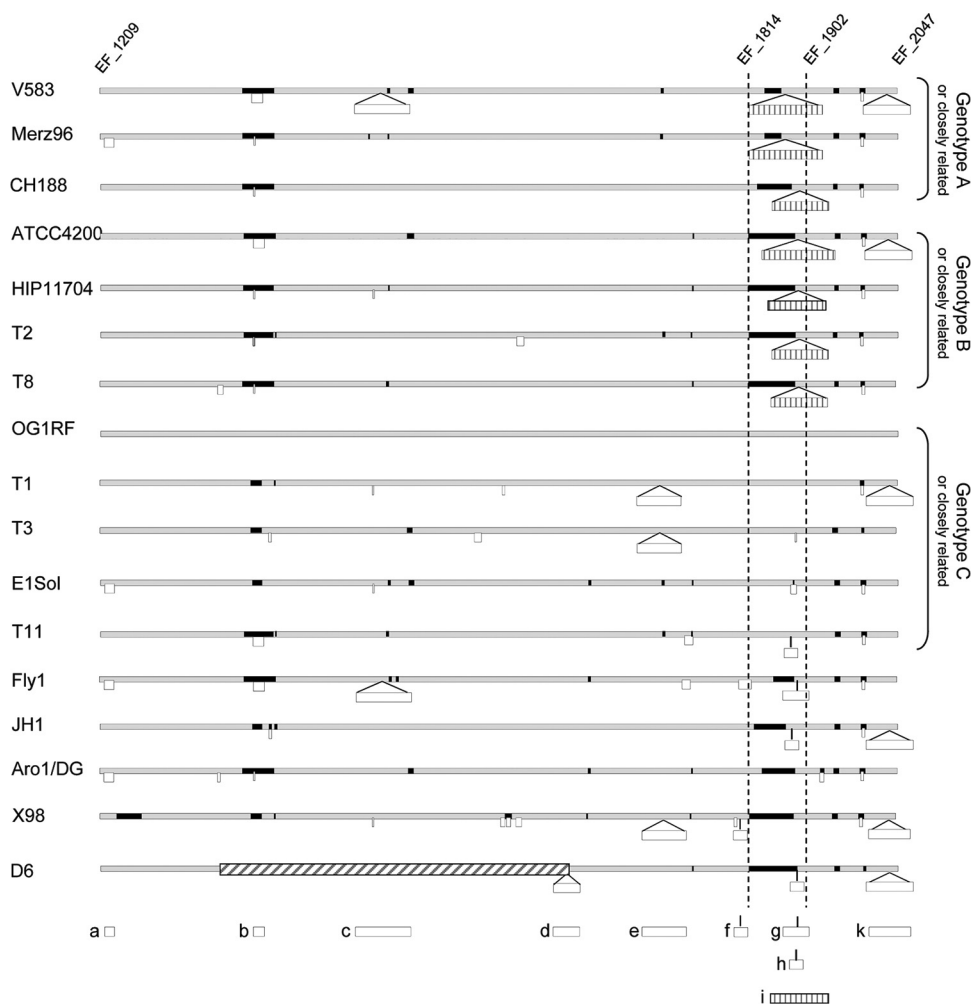 EF_1209
EF_1814
EF_1902
EF_2047
V583
Merz96
CH188
Genotype A
or closely related
ATCC4200
HIP11704
T2
T8
Genotype B
or closely related
OG1RF
T1
T3
E1Sol
T11
Genotype C
or closely related
Fly1
JH1
Aro1/DG
X98
D6
a b c d e f g k
h
i